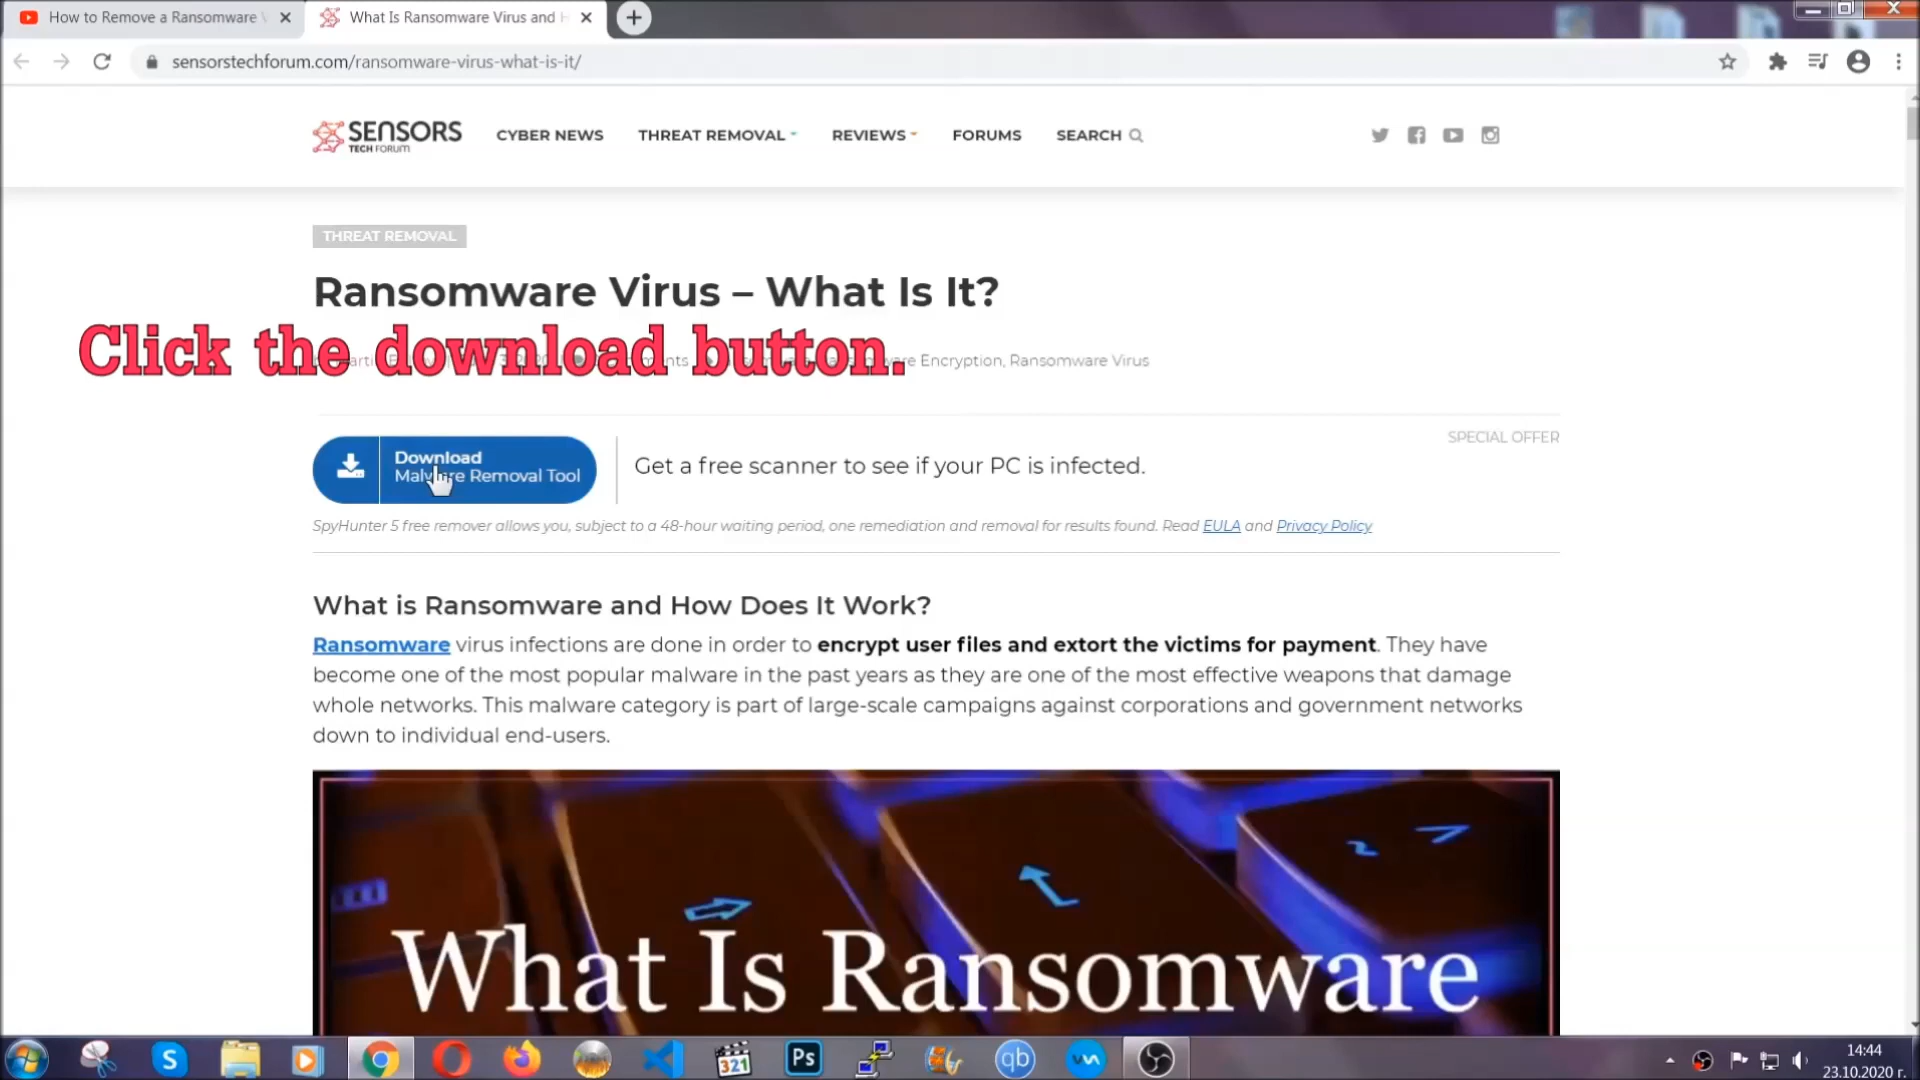 How to Remove a Ransomware V
What Is Ransomware Virus and H
sensorstechforum.com/ransomware-virus-what-is-it/
SENSORS
TECH FORUM
CYBER NEWS
THREAT REMOVAL
REVIEWS
FORUMS
SEARCH
THREAT REMOVAL
Ransomware Virus – What Is It?
Click the download button.
Encryption, Ransomware Virus
SPECIAL OFFER
Download
Malware Removal Tool
Get a free scanner to see if your PC is infected.
SpyHunter 5 free remover allows you, subject to a 48-hour waiting period, one remediation and removal for results found. Read EULA and Privacy Policy
What is Ransomware and How Does It Work?
Ransomware virus infections are done in order to encrypt user files and extort the victims for payment. They have
become one of the most popular malware in the past years as they are one of the most effective weapons that damage
whole networks. This malware category is part of large-scale campaigns against corporations and government networks
down to individual end-users.
What Is Ransomware
S
321
Ps
qb
14:44
23.10.2020 г.